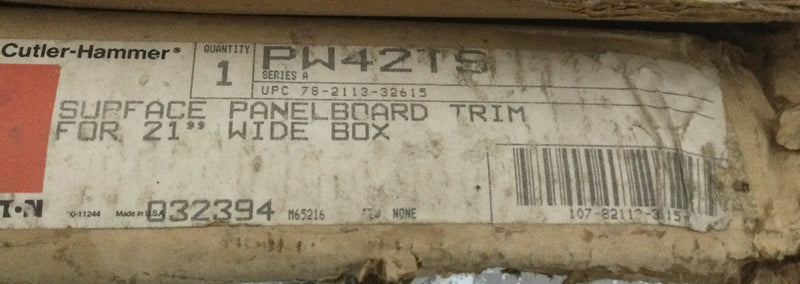 Cutler-Hammer®
QUANTITY
1
PW42TS
SERIES A
UPC 78-2113-32615
SURFACE PANELBOARD TRIM
FOR 21" WIDE BOX
T•N
Made in U.S.A.
032394
M65216
REV. NONE